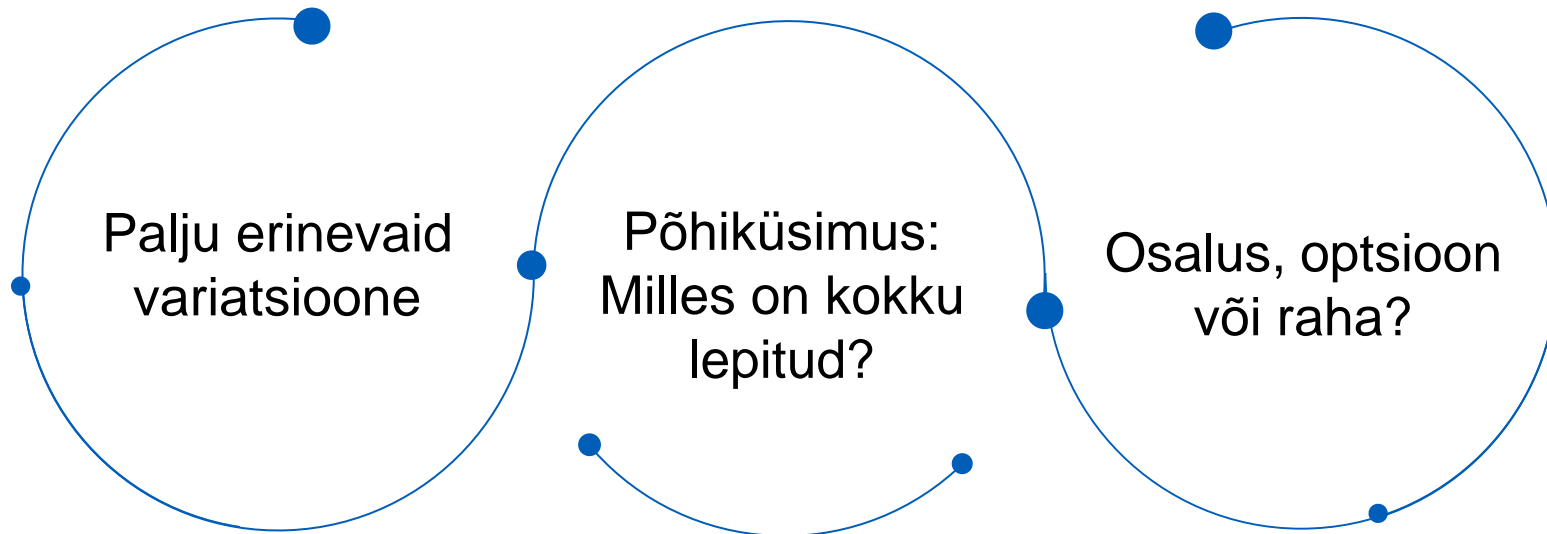 Palju erinevaid
variatsioone
Põhiküsimus:
Milles on kokku
lepitud?
Osalus, optsioon
või raha?